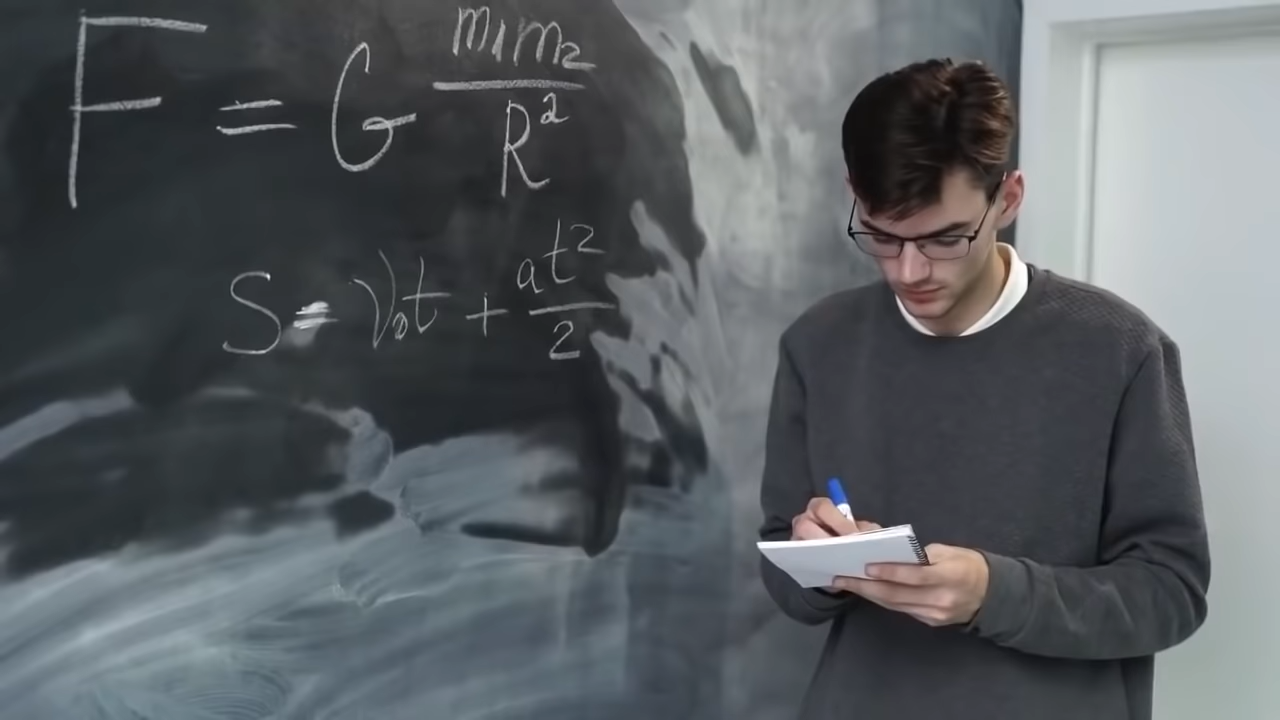 F = G m₁m₂/R²
S = V₀t + at²/2